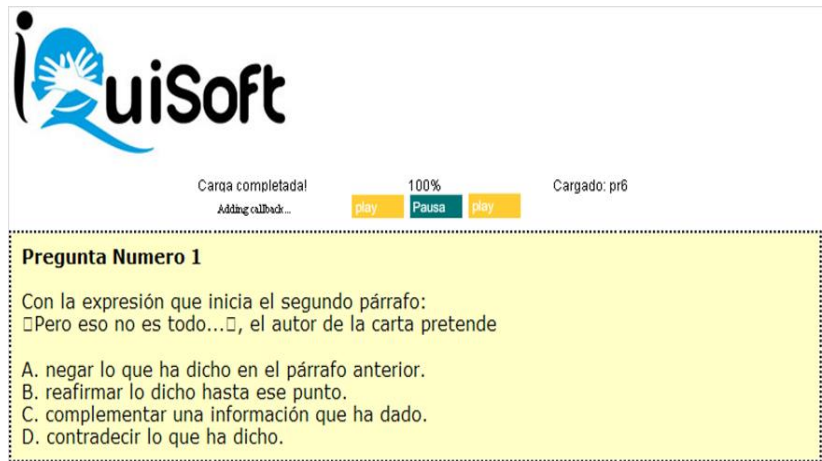 iQuiSoft
Carga completada! 100% Cargado: pr6
Adding callback... play Pausa play
Pregunta Numero 1
Con la expresión que inicia el segundo párrafo:
▯Pero eso no es todo...▯, el autor de la carta pretende
A. negar lo que ha dicho en el párrafo anterior.
B. reafirmar lo dicho hasta ese punto.
C. complementar una información que ha dado.
D. contradecir lo que ha dicho.